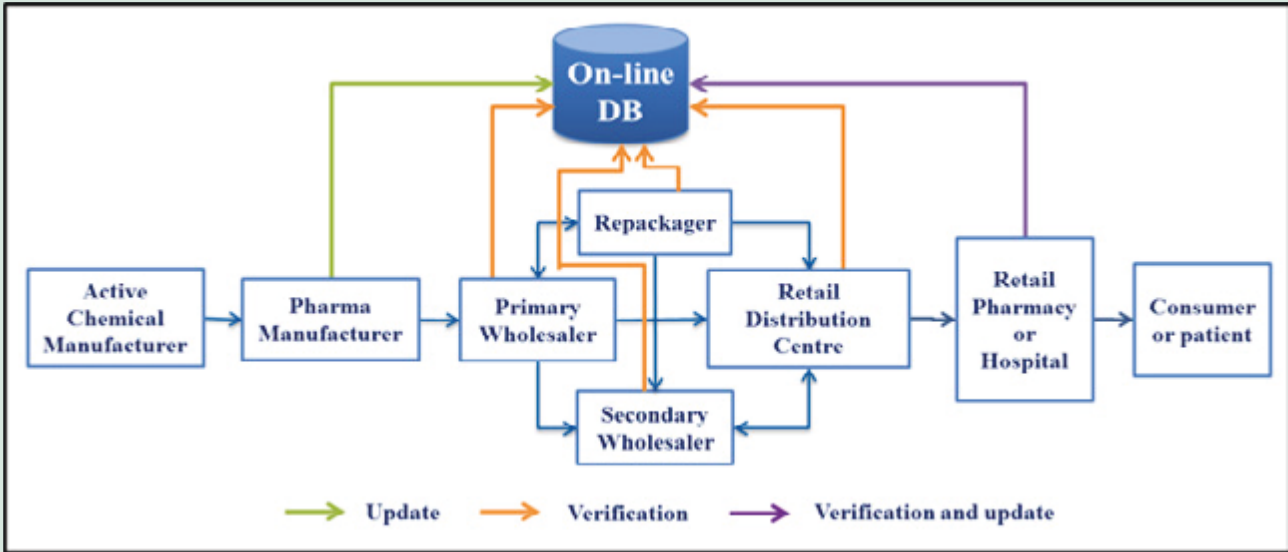 On-line
DB
Repackager
Active
Chemical
Manufacturer
Pharma
Manufacturer
Primary
Wholesaler
Retail
Distribution
Centre
Retail
Pharmacy
or
Hospital
Consumer
or patient
Secondary
Wholesaler
Update
Verification
Verification and update